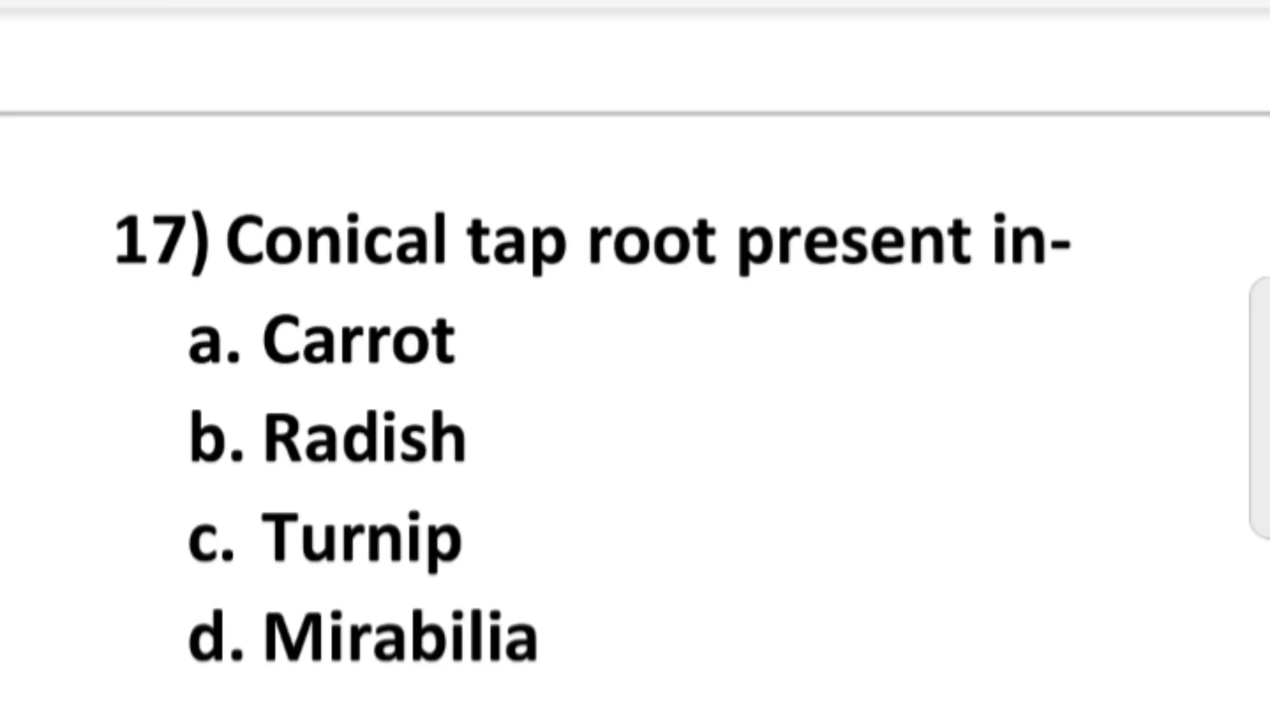 17) Conical tap root present in-
a. Carrot
b. Radish
c. Turnip
d. Mirabilia